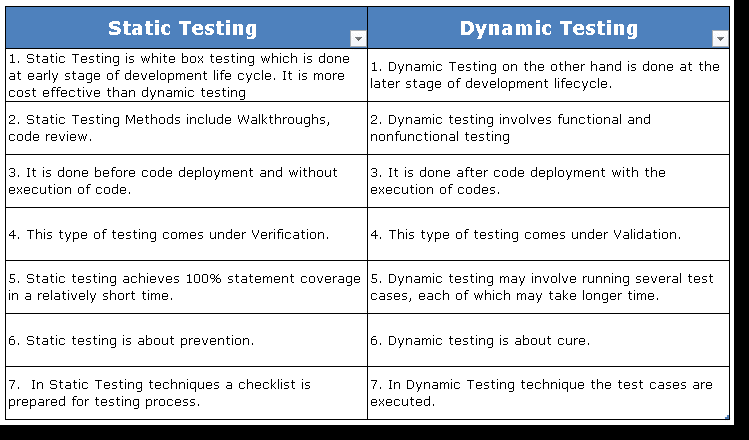 Static Testing
Dynamic Testing
1. Static Testing is white box testing which is done
at early stage of development life cycle. It is more
cost effective than dynamic testing
1. Dynamic Testing on the other hand is done at the
later stage of development lifecycle.
2. Static Testing Methods include Walkthroughs,
code review.
2. Dynamic testing involves functional and
nonfunctional testing
3. It is done before code deployment and without
execution of code.
3. It is done after code deployment with the
execution of codes.
4. This type of testing comes under Verification.
4. This type of testing comes under Validation.
5. Static testing achieves 100% statement coverage
in a relatively short time.
5. Dynamic testing may involve running several test
cases, each of which may take longer time.
6. Static testing is about prevention.
6. Dynamic testing is about cure.
7.  In Static Testing techniques a checklist is
prepared for testing process.
7. In Dynamic Testing technique the test cases are
executed.